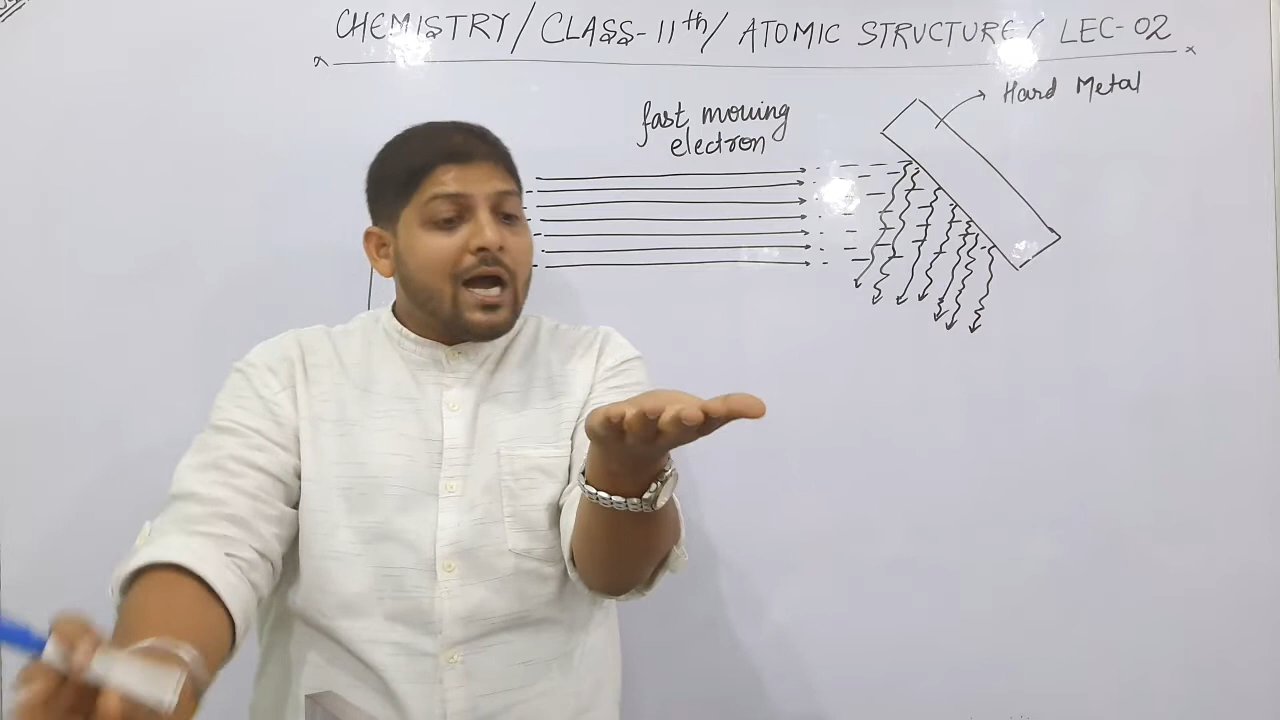 CHEMISTRY / CLASS-11th / ATOMIC STRUCTURE / LEC-02
Hard Metal
fast moving
electron